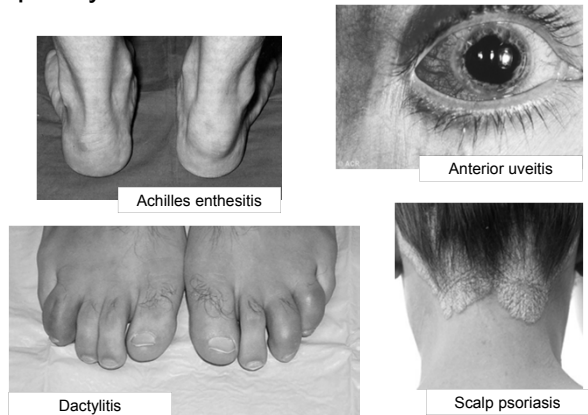 Achilles enthesitis
Anterior uveitis
Dactylitis
Scalp psoriasis